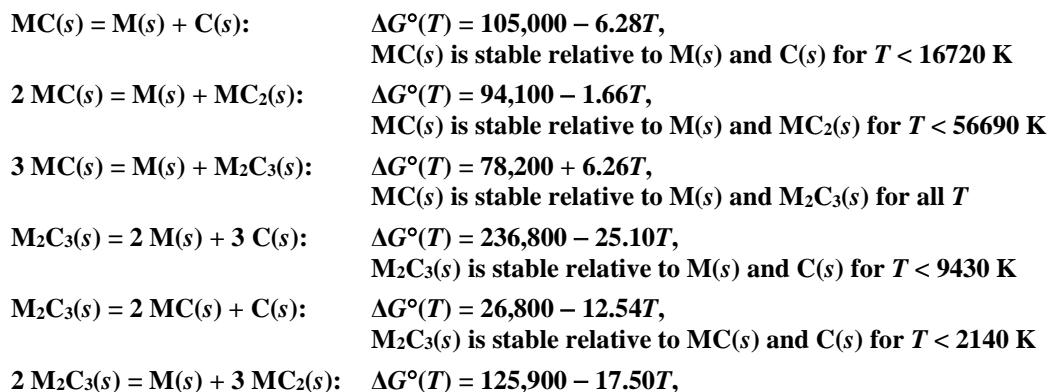 MC(s) = M(s) + C(s): ΔG°(T) = 105,000 − 6.28T,
MC(s) is stable relative to M(s) and C(s) for T < 16720 K
2 MC(s) = M(s) + MC₂(s): ΔG°(T) = 94,100 − 1.66T,
MC(s) is stable relative to M(s) and MC₂(s) for T < 56690 K
3 MC(s) = M(s) + M₂C₃(s): ΔG°(T) = 78,200 + 6.26T,
MC(s) is stable relative to M(s) and M₂C₃(s) for all T
M₂C₃(s) = 2 M(s) + 3 C(s): ΔG°(T) = 236,800 − 25.10T,
M₂C₃(s) is stable relative to M(s) and C(s) for T < 9430 K
M₂C₃(s) = 2 MC(s) + C(s): ΔG°(T) = 26,800 − 12.54T,
M₂C₃(s) is stable relative to MC(s) and C(s) for T < 2140 K
2 M₂C₃(s) = M(s) + 3 MC₂(s): ΔG°(T) = 125,900 − 17.50T,